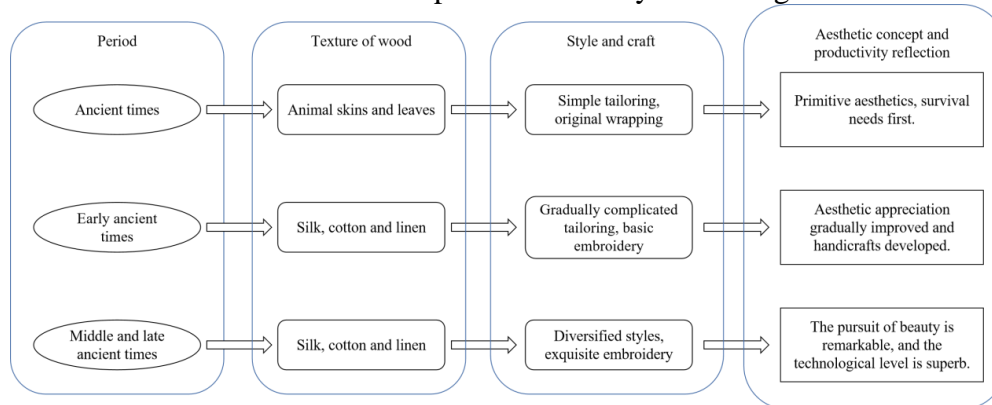 Period
Texture of wood
Style and craft
Aesthetic concept and
productivity reflection
Ancient times
Animal skins and leaves
Simple tailoring,
original wrapping
Primitive aesthetics, survival
needs first.
Early ancient
times
Silk, cotton and linen
Gradually complicated
tailoring, basic
embroidery
Aesthetic appreciation
gradually improved and
handicrafts developed.
Middle and late
ancient times
Silk, cotton and linen
Diversified styles,
exquisite embroidery
The pursuit of beauty is
remarkable, and the
technological level is superb.